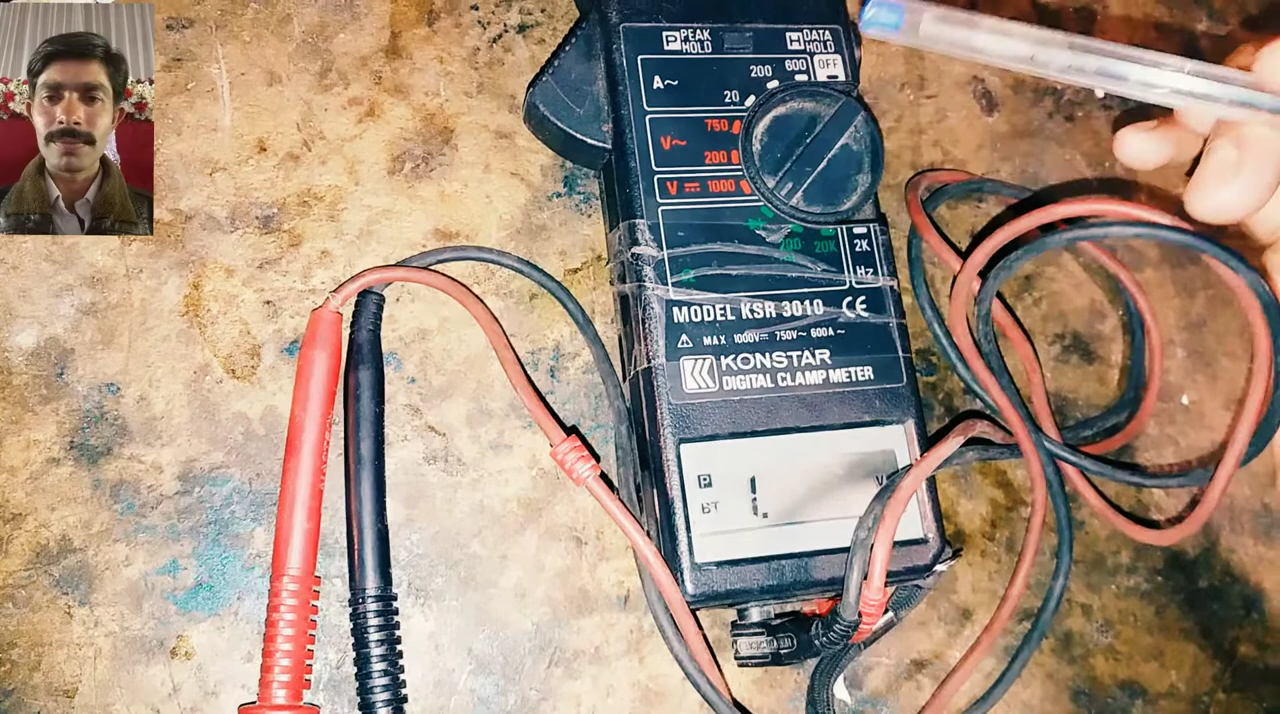 P PEAK HOLD
H DATA HOLD
A~ 20 200 600 OFF
V~ 750
200
V⎓ 1000
200 20K 2K
Ω Hz
MODEL KSR 3010 CE
⚠ MAX 1000V⎓ 750V~ 600A~
KONSTAR
DIGITAL CLAMP METER
P V
BT 1.